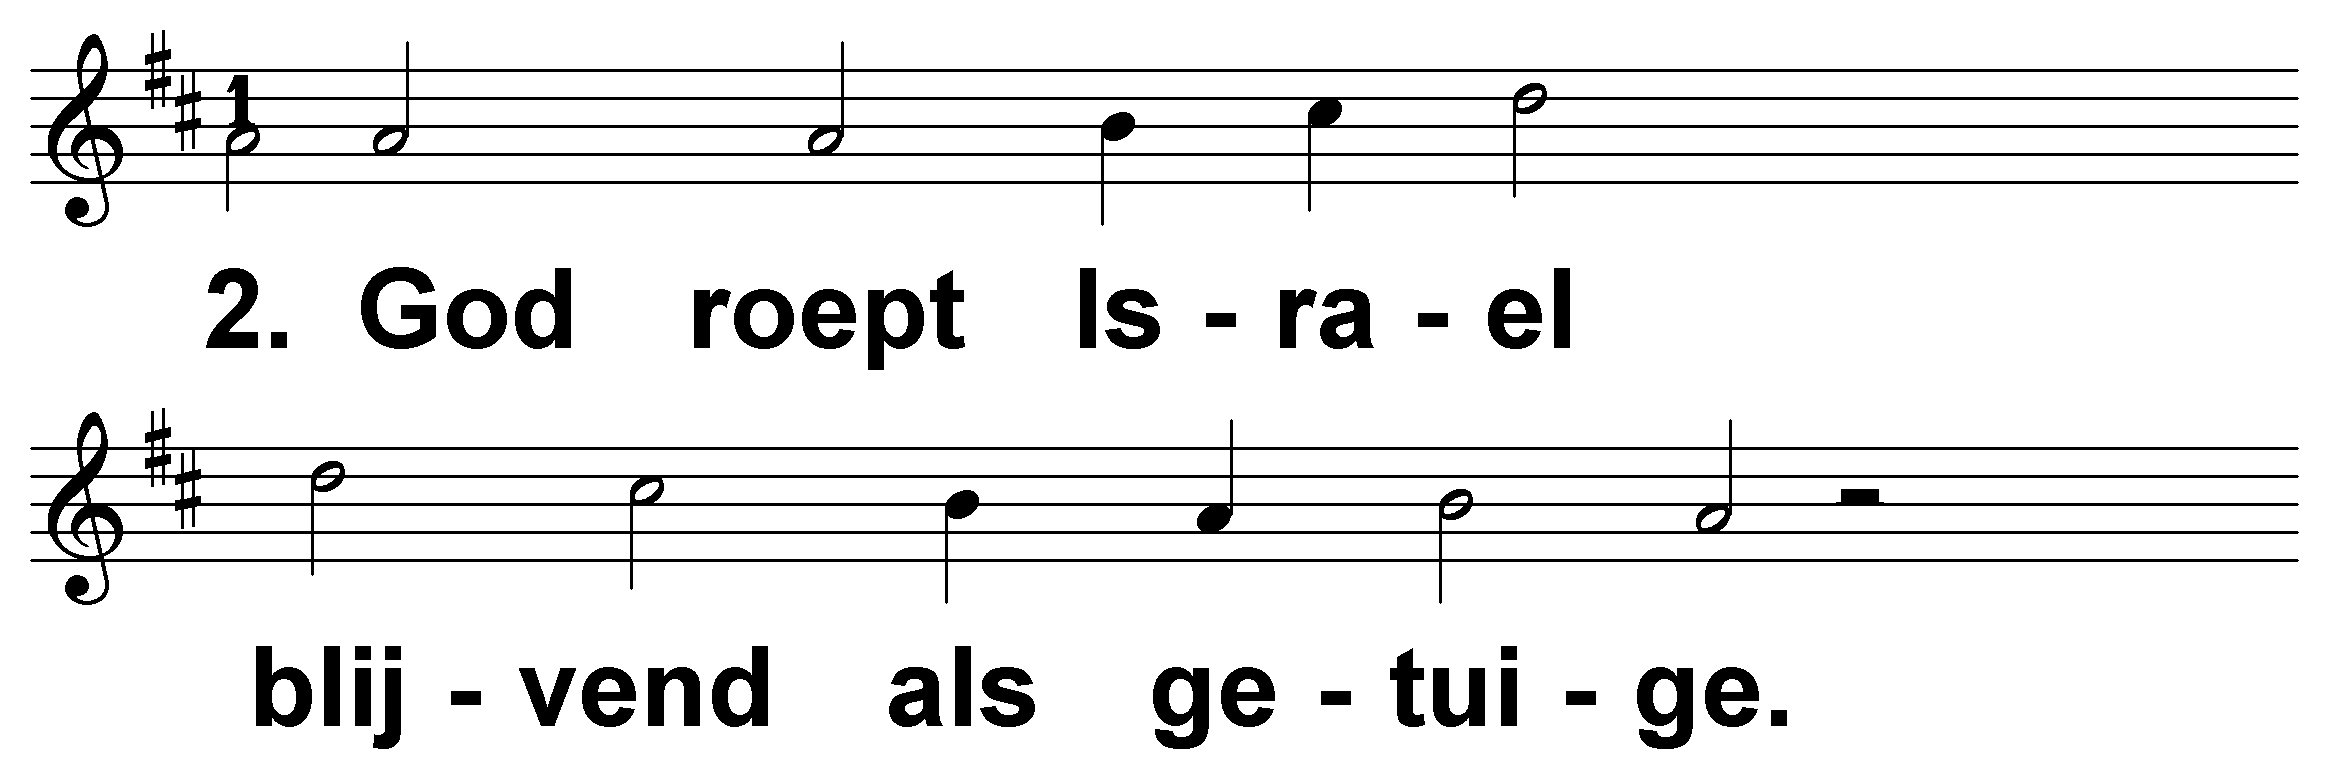 1
2. God roept Is - ra - el
blij - vend als ge - tui - ge.